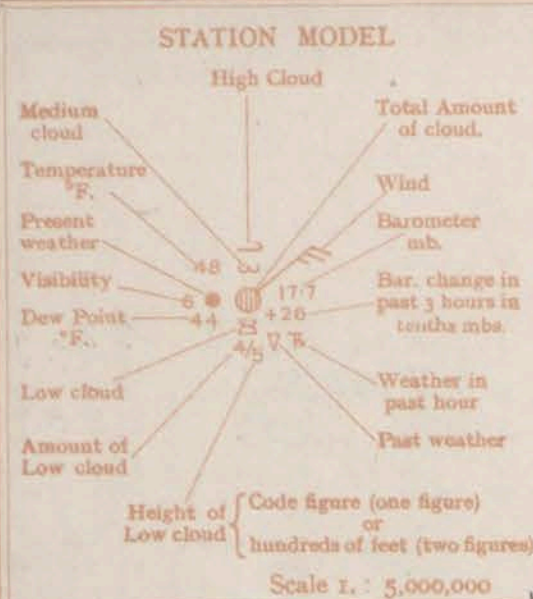 STATION MODEL
High Cloud
Medium
cloud
Total Amount
of cloud.
Temperature
°F.
Wind
Present
weather
Barometer
mb.
48
Visibility
6
17·7
Bar. change in
past 3 hours in
tenths mbs.
Dew Point
°F.
44
+26
4/5
Low cloud
Weather in
past hour
Amount of
Low cloud
Past weather
Height of
Low cloud
Code figure (one figure)
or
hundreds of feet (two figures)
Scale 1. : 5,000,000